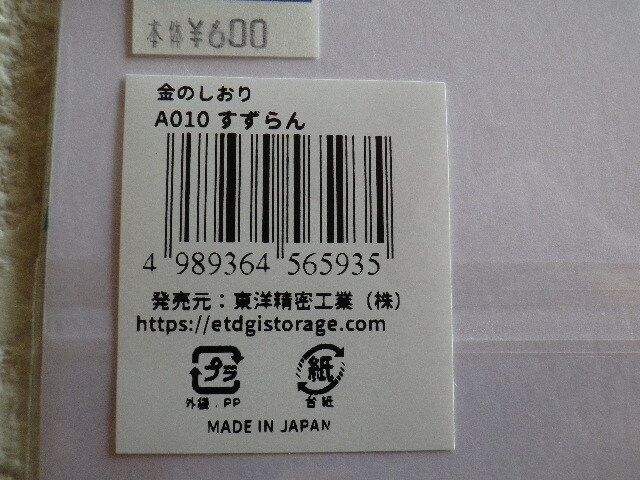 本体¥600
金のしおり
A010 すずらん
4 989364 565935
発売元：東洋精密工業（株）
https://etdgistorage.com
プラ 紙
外袋.PP 台紙
MADE IN JAPAN